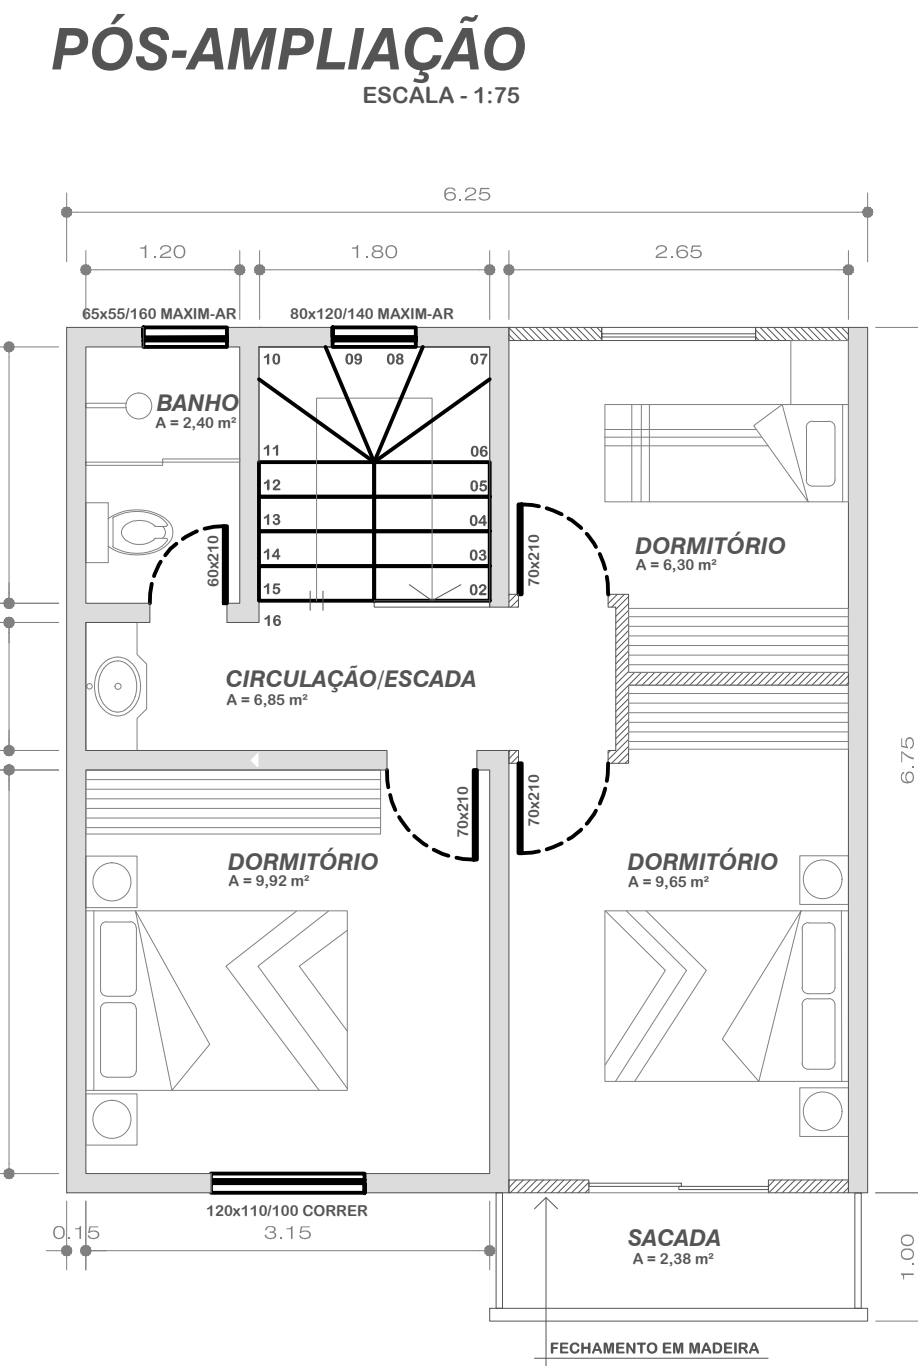 PÓS-AMPLIAÇÃO
ESCALA - 1:75
6.25
1.20
1.80
2.65
65x55/160 MAXIM-AR
80x120/140 MAXIM-AR
10
09
08
07
BANHO
A = 2,40 m²
11
06
12
05
13
04
14
03
15
02
16
60x210
70x210
DORMITÓRIO
A = 6,30 m²
CIRCULAÇÃO/ESCADA
A = 6,85 m²
6.75
70x210
70x210
DORMITÓRIO
A = 9,92 m²
DORMITÓRIO
A = 9,65 m²
120x110/100 CORRER
0.15
3.15
SACADA
A = 2,38 m²
1.00
FECHAMENTO EM MADEIRA